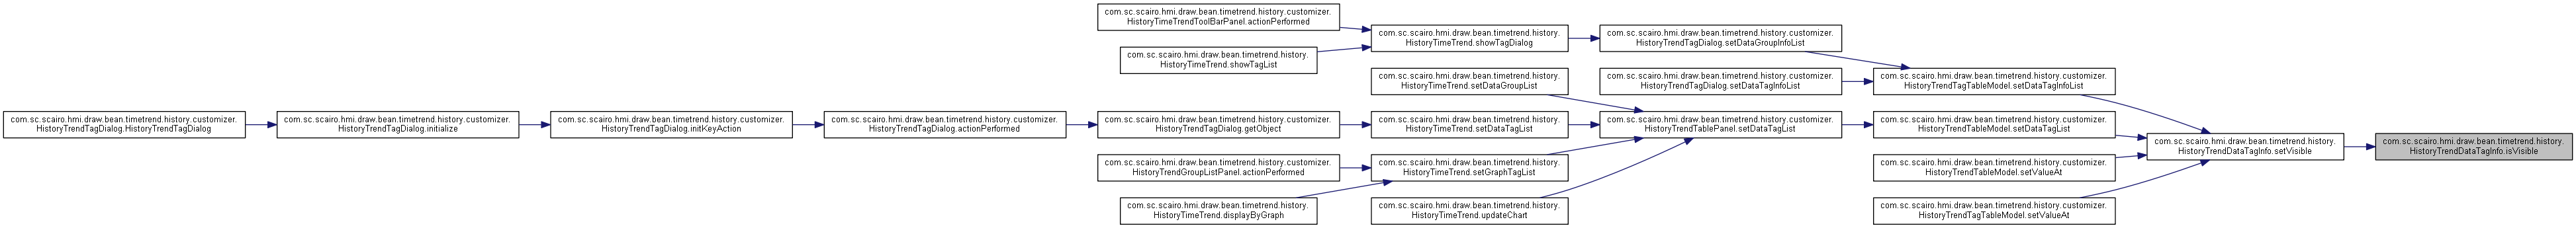 com.sc.scairo.hmi.draw.bean.timetrend.history.customizer.
HistoryTrendTagDialog.HistoryTrendTagDialog
com.sc.scairo.hmi.draw.bean.timetrend.history.customizer.
HistoryTrendTagDialog.initialize
com.sc.scairo.hmi.draw.bean.timetrend.history.customizer.
HistoryTrendTagDialog.initKeyAction
com.sc.scairo.hmi.draw.bean.timetrend.history.customizer.
HistoryTrendTagDialog.actionPerformed
com.sc.scairo.hmi.draw.bean.timetrend.history.customizer.
HistoryTimeTrendToolBarPanel.actionPerformed
com.sc.scairo.hmi.draw.bean.timetrend.history.
HistoryTimeTrend.showTagList
com.sc.scairo.hmi.draw.bean.timetrend.history.customizer.
HistoryTrendTagDialog.getObject
com.sc.scairo.hmi.draw.bean.timetrend.history.customizer.
HistoryTrendGroupListPanel.actionPerformed
com.sc.scairo.hmi.draw.bean.timetrend.history.
HistoryTimeTrend.displayByGraph
com.sc.scairo.hmi.draw.bean.timetrend.history.
HistoryTimeTrend.showTagDialog
com.sc.scairo.hmi.draw.bean.timetrend.history.
HistoryTimeTrend.setDataGroupList
com.sc.scairo.hmi.draw.bean.timetrend.history.
HistoryTimeTrend.setDataTagList
com.sc.scairo.hmi.draw.bean.timetrend.history.
HistoryTimeTrend.setGraphTagList
com.sc.scairo.hmi.draw.bean.timetrend.history.
HistoryTimeTrend.updateChart
com.sc.scairo.hmi.draw.bean.timetrend.history.customizer.
HistoryTrendTagDialog.setDataGroupInfoList
com.sc.scairo.hmi.draw.bean.timetrend.history.customizer.
HistoryTrendTagDialog.setDataTagInfoList
com.sc.scairo.hmi.draw.bean.timetrend.history.customizer.
HistoryTrendTablePanel.setDataTagList
com.sc.scairo.hmi.draw.bean.timetrend.history.customizer.
HistoryTrendTagTableModel.setDataTagInfoList
com.sc.scairo.hmi.draw.bean.timetrend.history.customizer.
HistoryTrendTableModel.setDataTagList
com.sc.scairo.hmi.draw.bean.timetrend.history.customizer.
HistoryTrendTableModel.setValueAt
com.sc.scairo.hmi.draw.bean.timetrend.history.customizer.
HistoryTrendTagTableModel.setValueAt
com.sc.scairo.hmi.draw.bean.timetrend.history.
HistoryTrendDataTagInfo.setVisible
com.sc.scairo.hmi.draw.bean.timetrend.history.
HistoryTrendDataTagInfo.isVisible